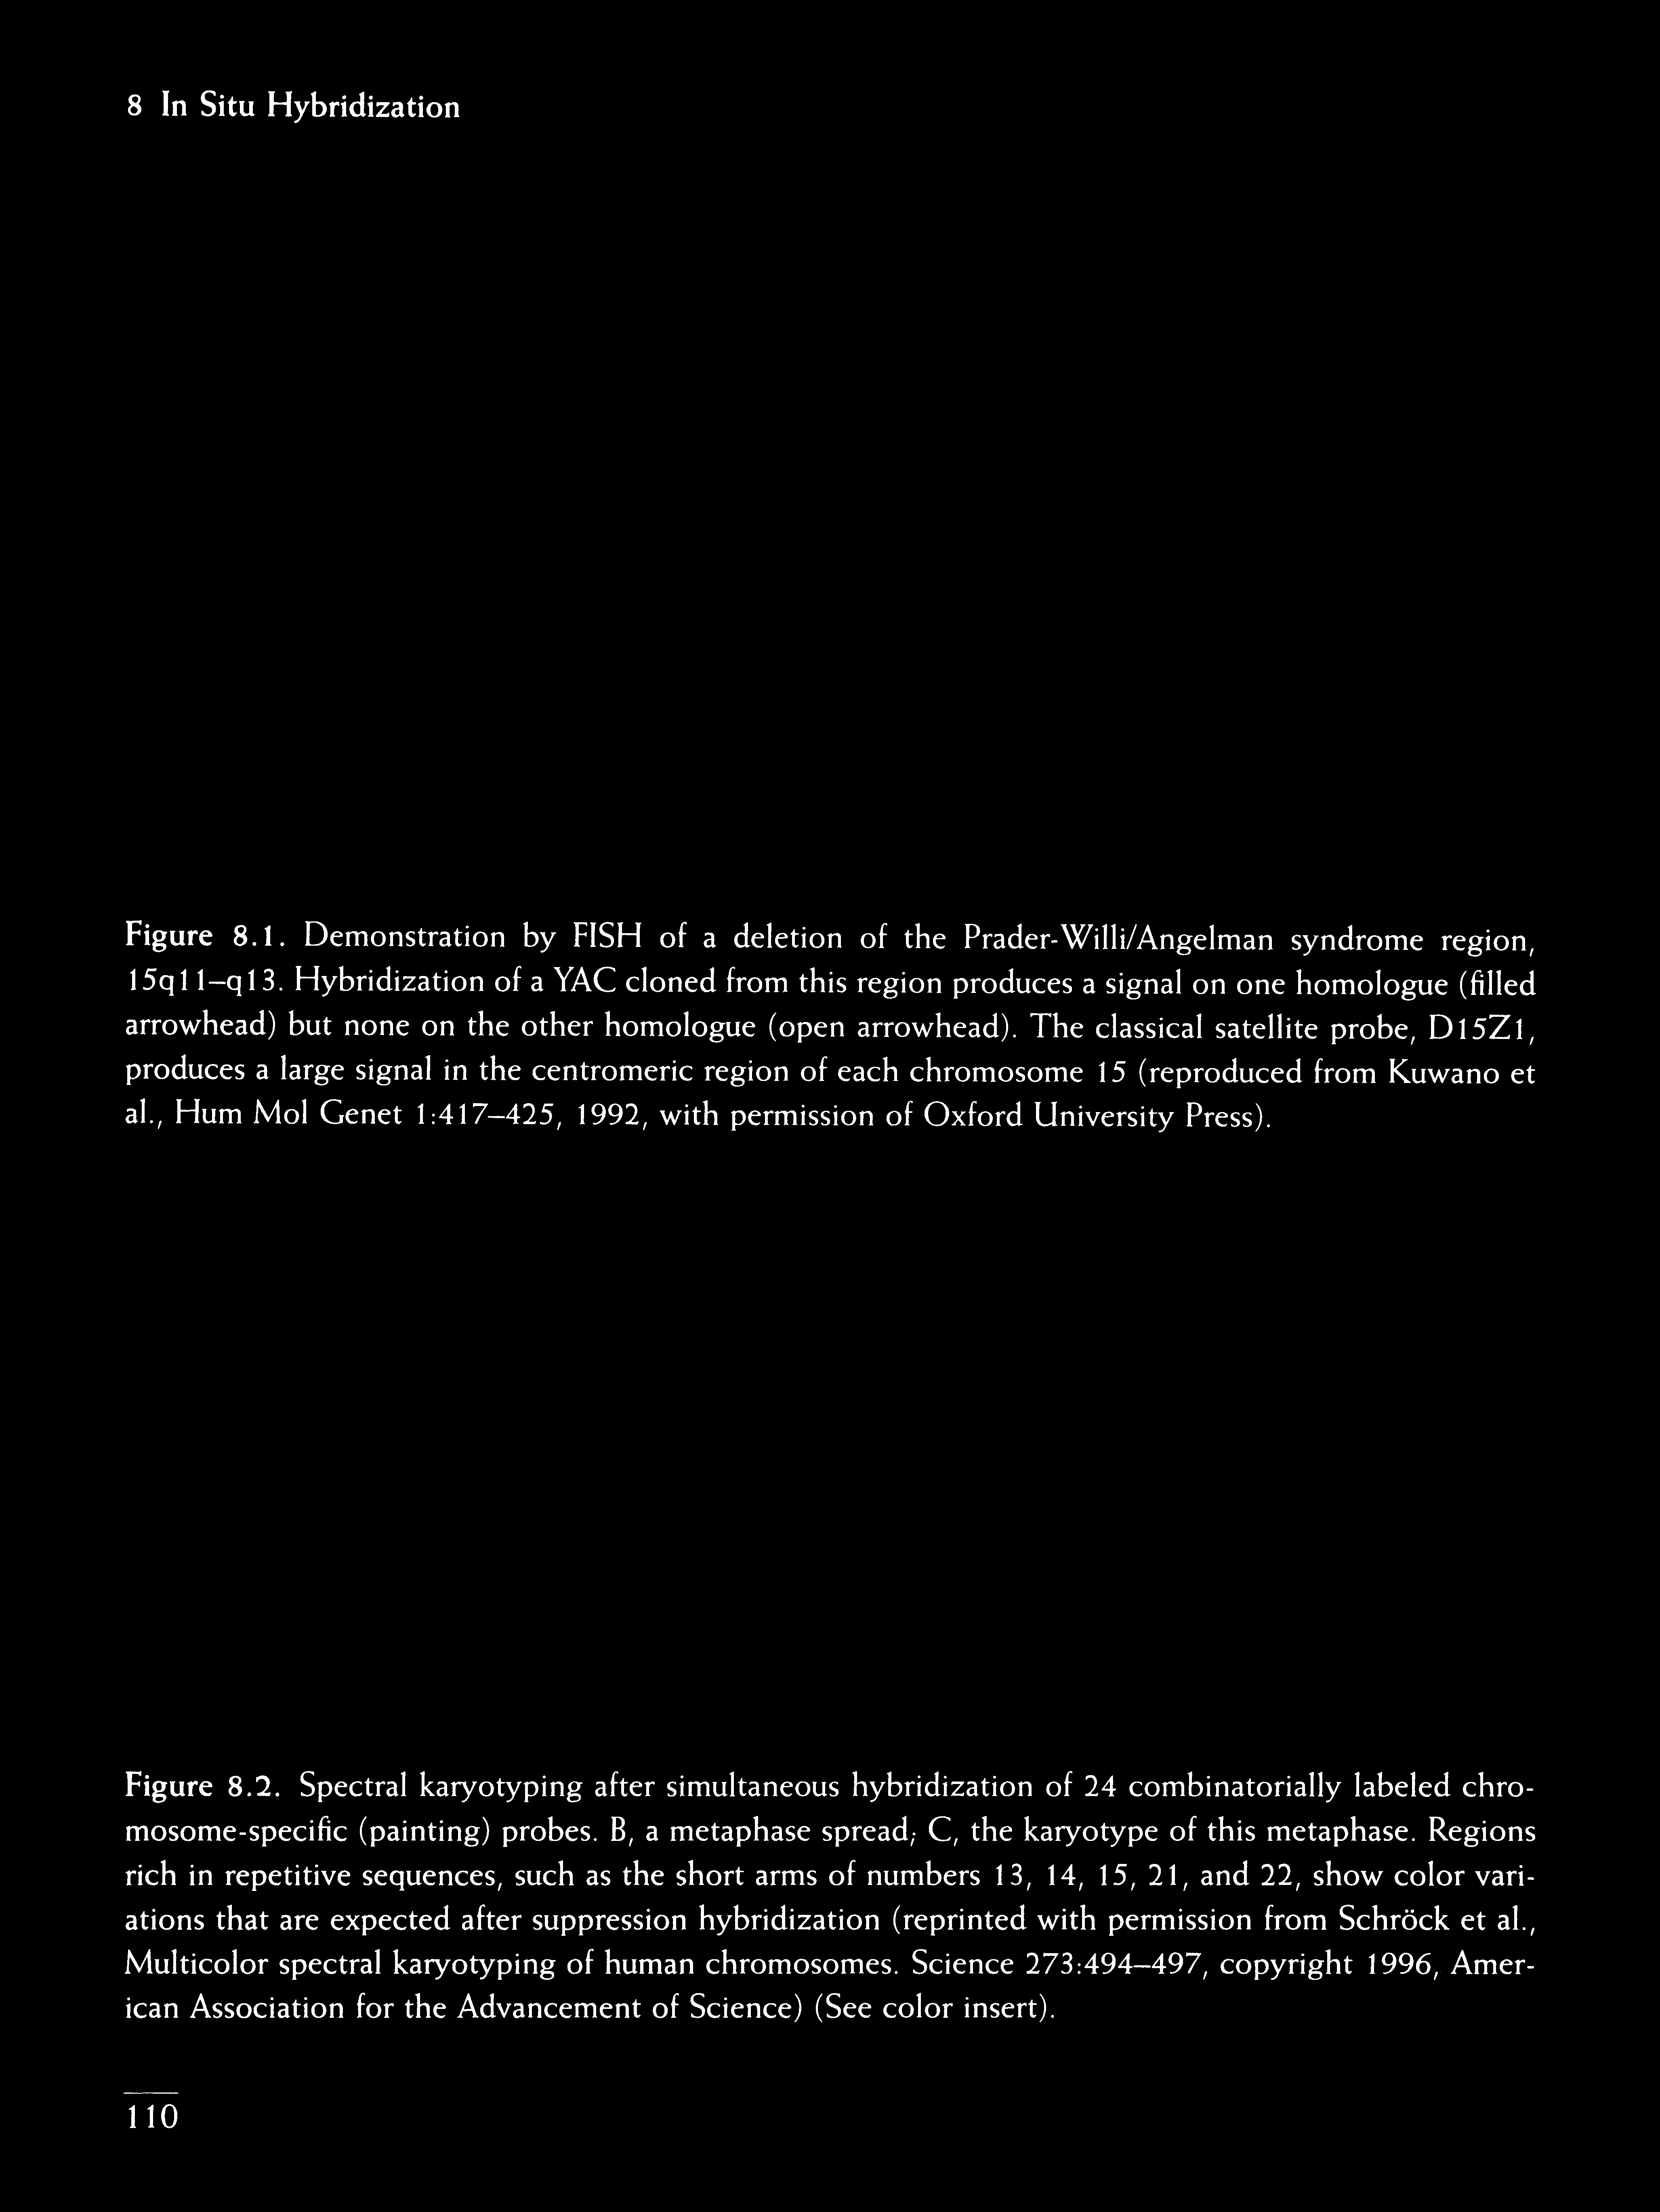 8 In Situ Hybridization
Figure 8.1. Demonstration by FISH of a deletion of the Prader-Willi/Angelman syndrome region,
15q11–q13. Hybridization of a YAC cloned from this region produces a signal on one homologue (filled
arrowhead) but none on the other homologue (open arrowhead). The classical satellite probe, D15Z1,
produces a large signal in the centromeric region of each chromosome 15 (reproduced from Kuwano et
al., Hum Mol Genet 1:417–425, 1992, with permission of Oxford University Press).
Figure 8.2. Spectral karyotyping after simultaneous hybridization of 24 combinatorially labeled chro-
mosome-specific (painting) probes. B, a metaphase spread; C, the karyotype of this metaphase. Regions
rich in repetitive sequences, such as the short arms of numbers 13, 14, 15, 21, and 22, show color vari-
ations that are expected after suppression hybridization (reprinted with permission from Schröck et al.,
Multicolor spectral karyotyping of human chromosomes. Science 273:494–497, copyright 1996, Amer-
ican Association for the Advancement of Science) (See color insert).
110